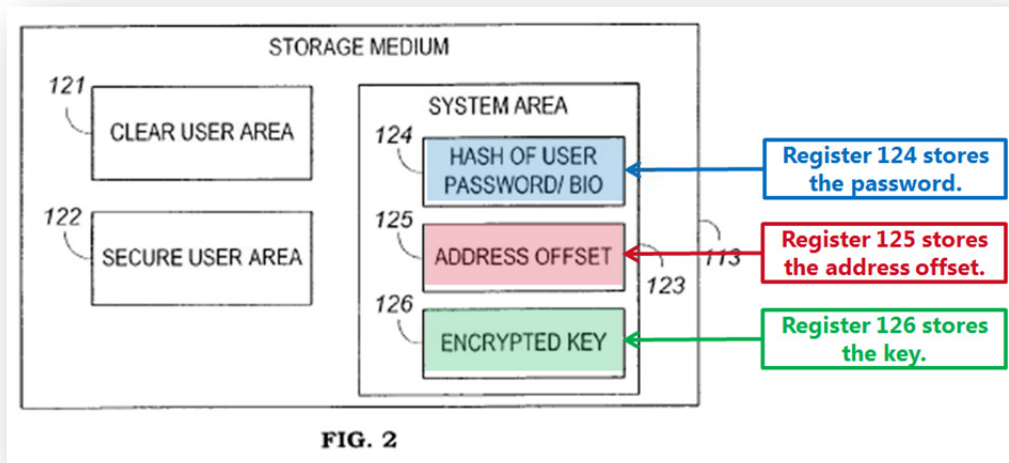 STORAGE MEDIUM
121
CLEAR USER AREA
122
SECURE USER AREA
SYSTEM AREA
124
HASH OF USER
PASSWORD/ BIO
125
ADDRESS OFFSET
126
ENCRYPTED KEY
123
113
Register 124 stores
the password.
Register 125 stores
the address offset.
Register 126 stores
the key.
FIG. 2